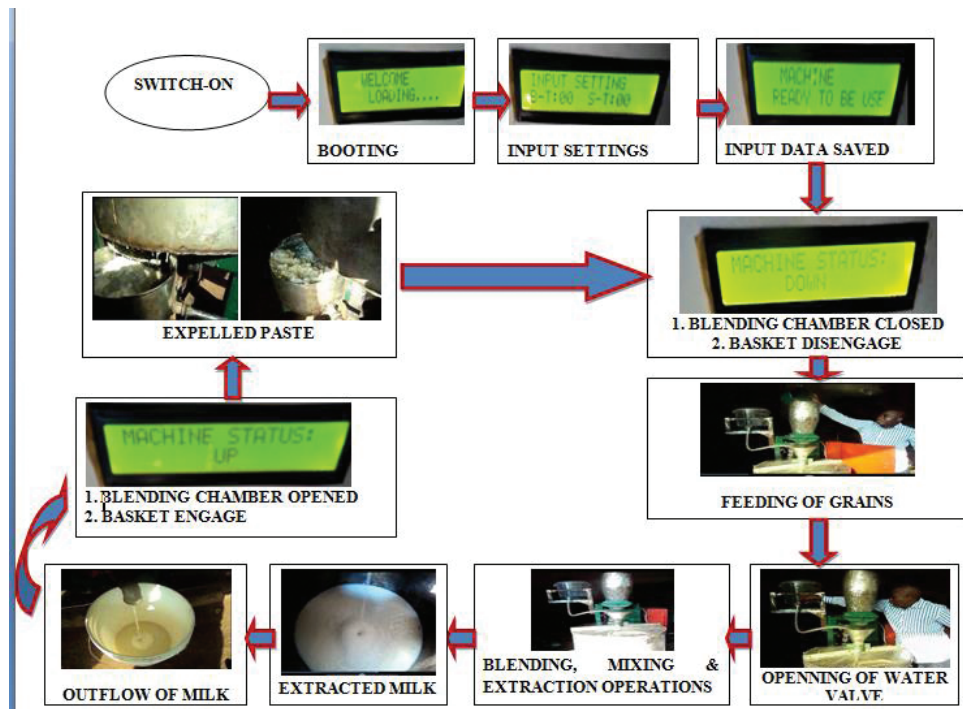 SWITCH-ON
WELCOME
LOADING....
BOOTING
INPUT SETTING
B-T:00 S-T:00
INPUT SETTINGS
MACHINE
READY TO BE USE
INPUT DATA SAVED
EXPELLED PASTE
MACHINE STATUS:
DOWN
1. BLENDING CHAMBER CLOSED
2. BASKET DISENGAGE
MACHINE STATUS:
UP
1. BLENDING CHAMBER OPENED
2. BASKET ENGAGE
FEEDING OF GRAINS
OUTFLOW OF MILK
EXTRACTED MILK
BLENDING, MIXING &
EXTRACTION OPERATIONS
OPENNING OF WATER
VALVE